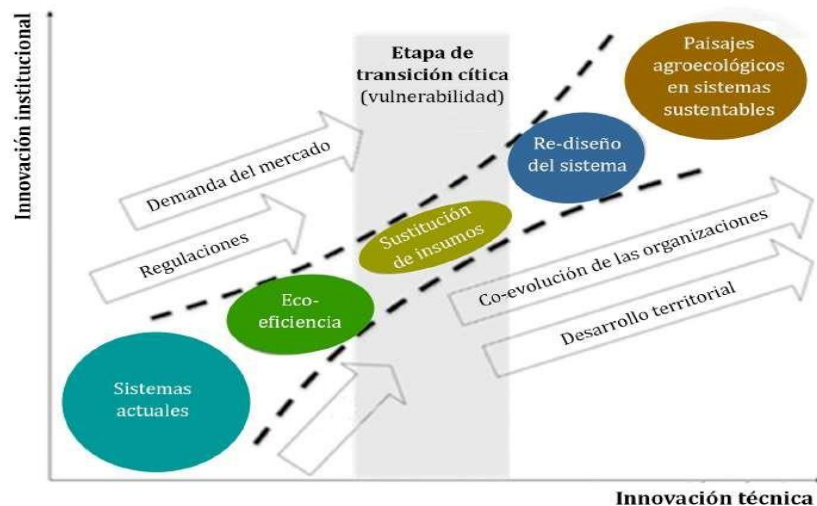 Innovación institucional
Etapa de
transición cítica
(vulnerabilidad)
Paisajes
agroecológicos
en sistemas
sustentables
Demanda del mercado
Re-diseño
del sistema
Regulaciones
Sustitución
de insumos
Eco-
eficiencia
Co-evolución de las organizaciones
Desarrollo territorial
Sistemas
actuales
Innovación técnica